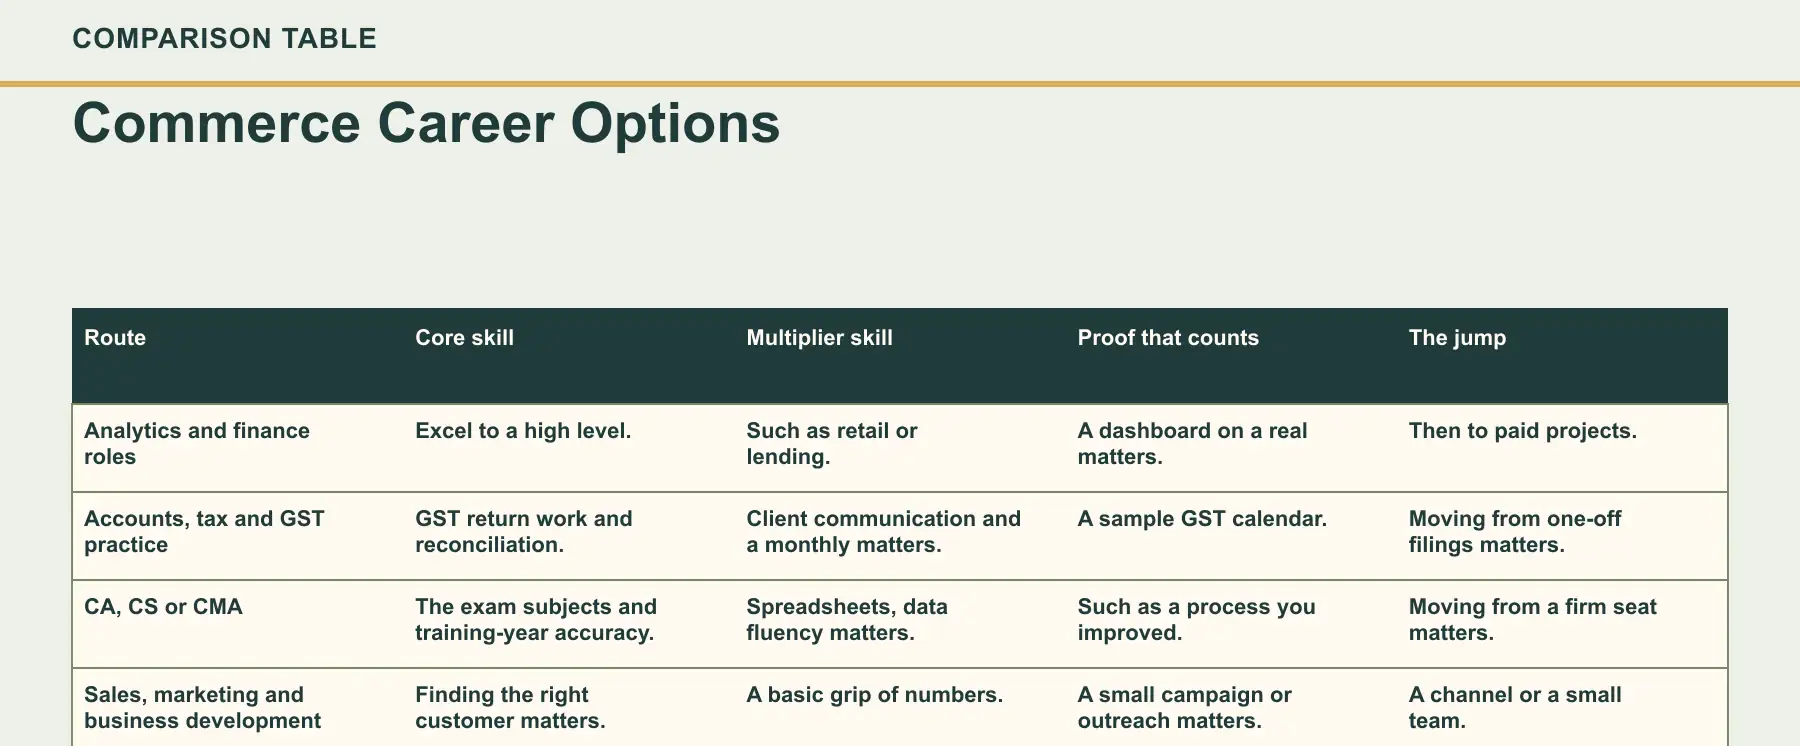 COMPARISON TABLE
Commerce Career Options
Route Core skill Multiplier skill Proof that counts The jump
Analytics and finance roles Excel to a high level. Such as retail or lending. A dashboard on a real matters. Then to paid projects.
Accounts, tax and GST practice GST return work and reconciliation. Client communication and a monthly matters. A sample GST calendar. Moving from one-off filings matters.
CA, CS or CMA The exam subjects and training-year accuracy. Spreadsheets, data fluency matters. Such as a process you improved. Moving from a firm seat matters.
Sales, marketing and business development Finding the right customer matters. A basic grip of numbers. A small campaign or outreach matters. A channel or a small team.